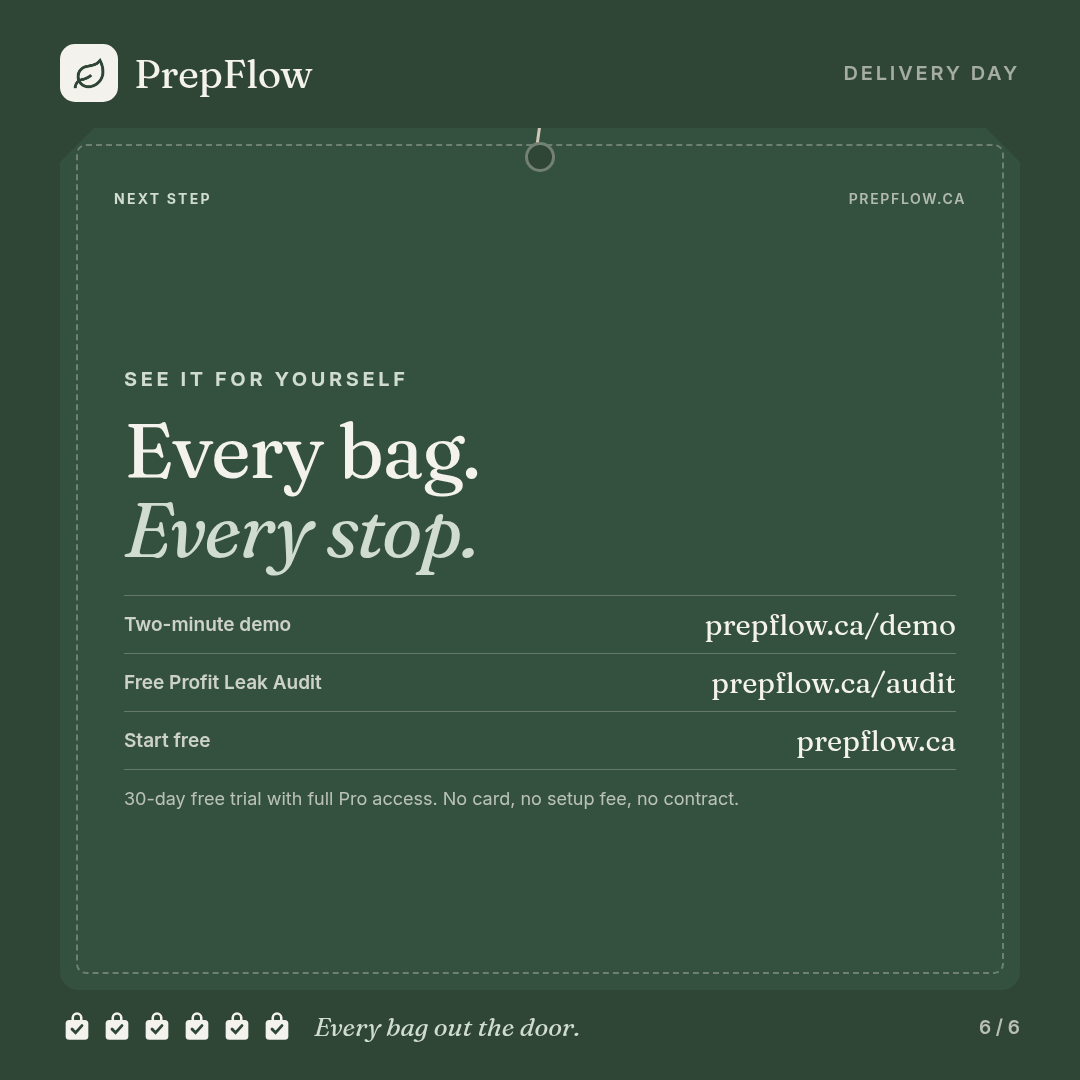 PrepFlow
DELIVERY DAY
NEXT STEP
PREPFLOW.CA
SEE IT FOR YOURSELF
Every bag.
Every stop.
Two-minute demo
prepflow.ca/demo
Free Profit Leak Audit
prepflow.ca/audit
Start free
prepflow.ca
30-day free trial with full Pro access. No card, no setup fee, no contract.
Every bag out the door.
6 / 6